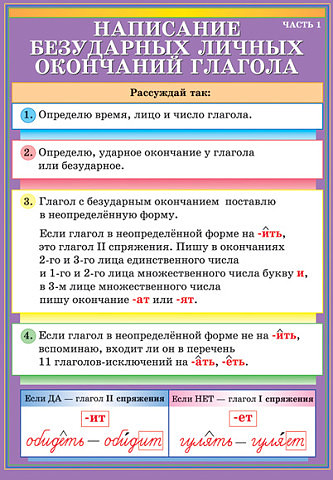 НАПИСАНИЕ
ЧАСТЬ 1
БЕЗУДАРНЫХ ЛИЧНЫХ
ОКОНЧАНИЙ ГЛАГОЛА
Рассуждай так:
1. Определю время, лицо и число глагола.
2. Определю, ударное окончание у глагола
или безударное.
3. Глагол с безударным окончанием поставлю
в неопределённую форму.
Если глагол в неопределённой форме на -ить,
это глагол II спряжения. Пишу в окончаниях
2-го и 3-го лица единственного числа
и 1-го и 2-го лица множественного числа букву и,
в 3-м лице множественного числа
пишу окончание -ат или -ят.
4. Если глагол в неопределённой форме не на -ить,
вспоминаю, входит ли он в перечень
11 глаголов-исключений на -ать, -еть.
Если ДА — глагол II спряжения
-ит
обидеть — обидит
Если НЕТ — глагол I спряжения
-ет
гулять — гуляет